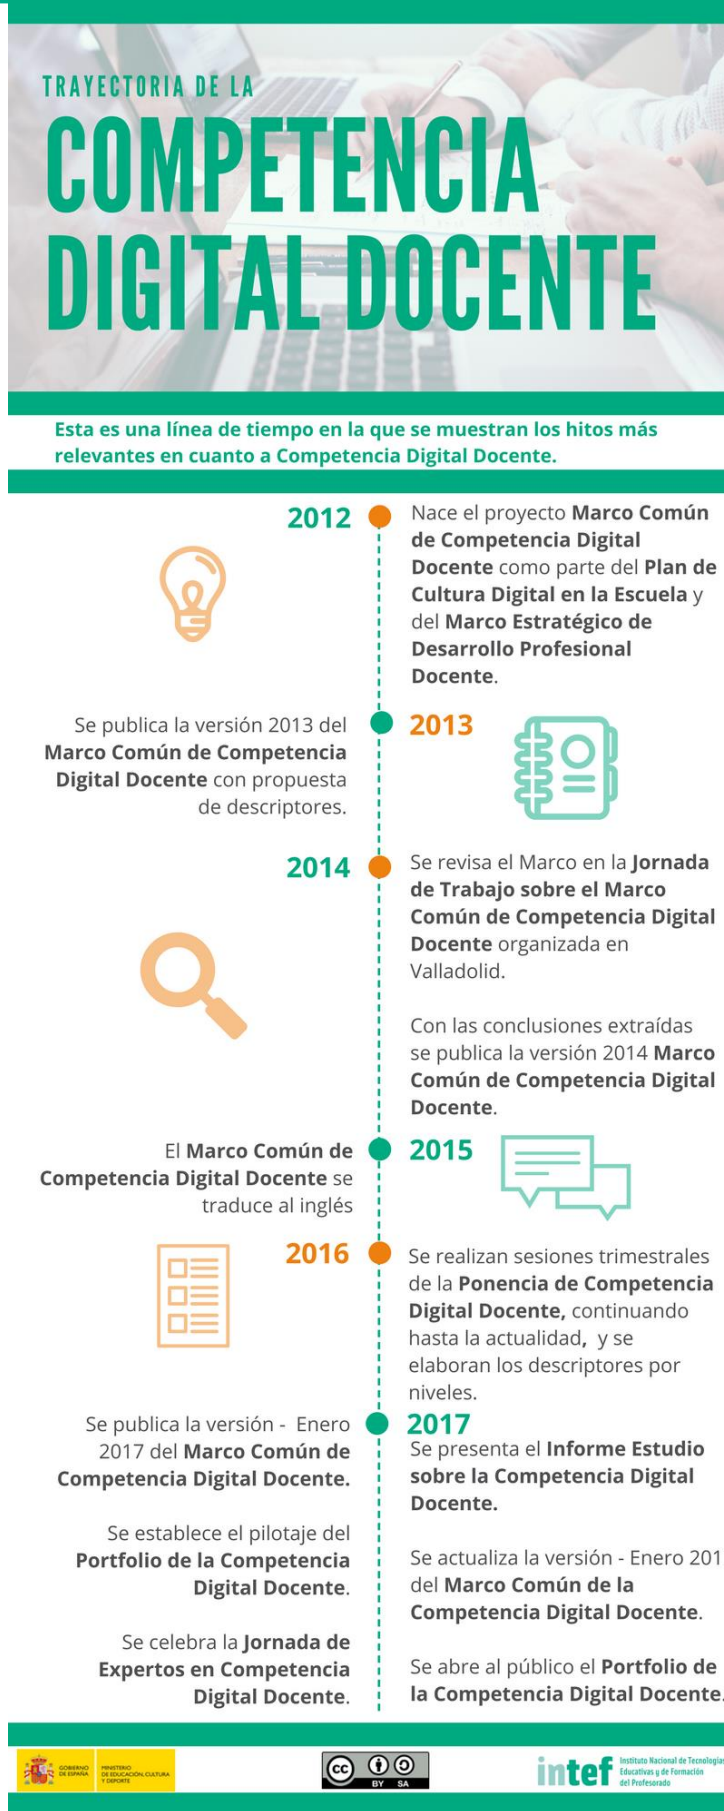 TRAYECTORIA DE LA
COMPETENCIA
DIGITAL DOCENTE
Esta es una línea de tiempo en la que se muestran los hitos más
relevantes en cuanto a Competencia Digital Docente.
2012
Nace el proyecto Marco Común
de Competencia Digital
Docente como parte del Plan de
Cultura Digital en la Escuela y
del Marco Estratégico de
Desarrollo Profesional
Docente.
2013
Se publica la versión 2013 del
Marco Común de Competencia
Digital Docente con propuesta
de descriptores.
2014
Se revisa el Marco en la Jornada
de Trabajo sobre el Marco
Común de Competencia Digital
Docente organizada en
Valladolid.
Con las conclusiones extraídas
se publica la versión 2014 Marco
Común de Competencia Digital
Docente.
2015
El Marco Común de
Competencia Digital Docente se
traduce al inglés
2016
Se realizan sesiones trimestrales
de la Ponencia de Competencia
Digital Docente, continuando
hasta la actualidad, y se
elaboran los descriptores por
niveles.
2017
Se publica la versión - Enero
2017 del Marco Común de
Competencia Digital Docente.
Se establece el pilotaje del
Portfolio de la Competencia
Digital Docente.
Se celebra la Jornada de
Expertos en Competencia
Digital Docente.
Se presenta el Informe Estudio
sobre la Competencia Digital
Docente.
Se actualiza la versión - Enero 201
del Marco Común de la
Competencia Digital Docente.
Se abre al público el Portfolio de
la Competencia Digital Docente.
GOBIERNO
DE ESPAÑA
MINISTERIO
DE EDUCACIÓN, CULTURA
Y DEPORTE
cc
BY SA
intef
Instituto Nacional de Tecnologías
Educativas y de Formación
del Profesorado